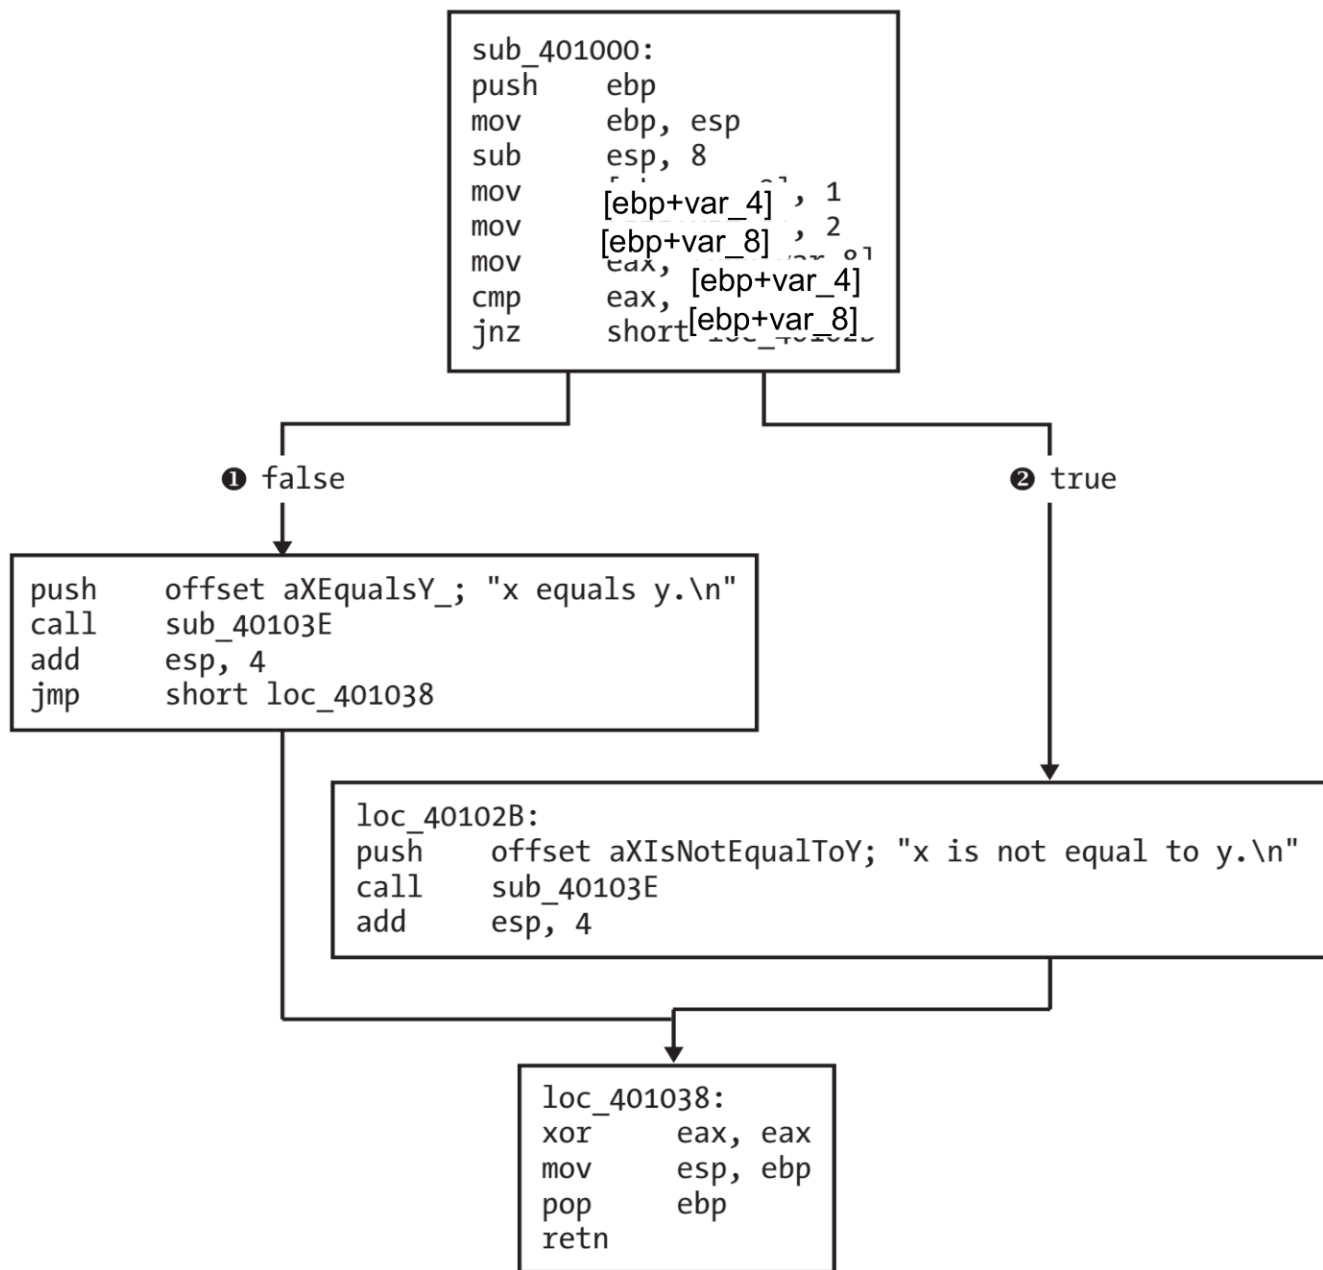 sub_401000:
push ebp
mov ebp, esp
sub esp, 8
mov [ebp+var_4], 1
mov [ebp+var_8], 2
mov eax, [ebp+var_4]
cmp eax, [ebp+var_8]
jnz short loc_40102B
❶ false
❷ true
push offset aXEqualsY_; "x equals y.\n"
call sub_40103E
add esp, 4
jmp short loc_401038
loc_40102B:
push offset aXIsNotEqualToY; "x is not equal to y.\n"
call sub_40103E
add esp, 4
loc_401038:
xor eax, eax
mov esp, ebp
pop ebp
retn